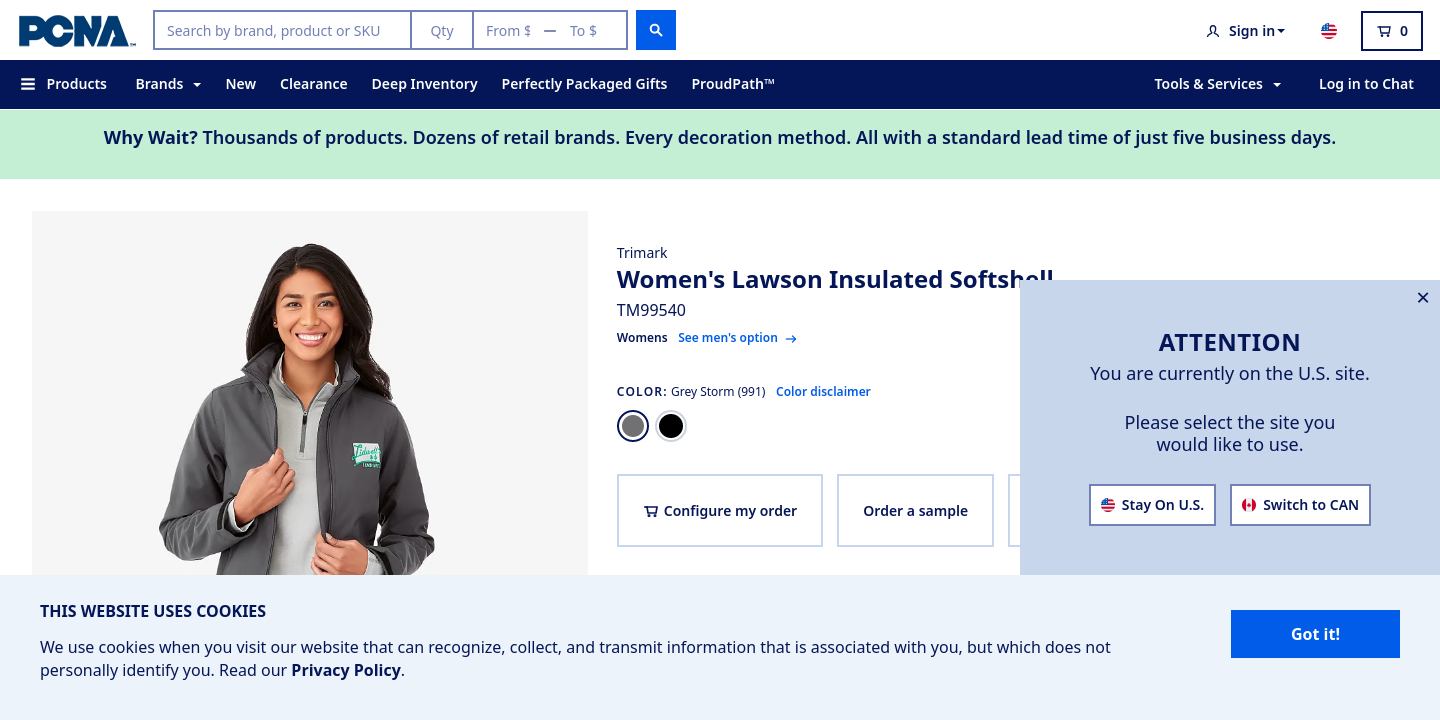 PCNA
Search by brand, product or SKU
Qty
From $ — To $
Sign in
0
Products
Brands
New
Clearance
Deep Inventory
Perfectly Packaged Gifts
ProudPath™
Tools & Services
Log in to Chat
Why Wait? Thousands of products. Dozens of retail brands. Every decoration method. All with a standard lead time of just five business days.
Trimark
Women's Lawson Insulated Softshell
TM99540
Womens See men's option
COLOR: Grey Storm (991) Color disclaimer
Configure my order
Order a sample
ATTENTION
You are currently on the U.S. site.
Please select the site you
would like to use.
Stay On U.S.
Switch to CAN
THIS WEBSITE USES COOKIES
We use cookies when you visit our website that can recognize, collect, and transmit information that is associated with you, but which does not
personally identify you. Read our Privacy Policy.
Got it!